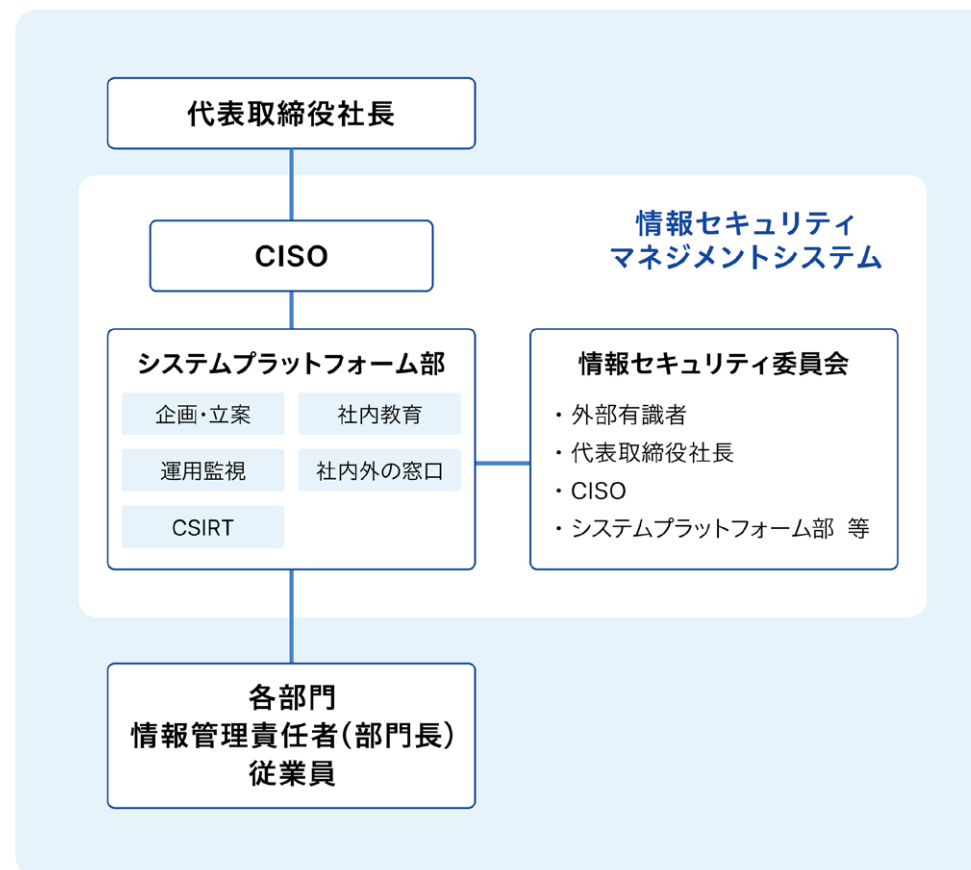 代表取締役社長
情報セキュリティ
マネジメントシステム
CISO
システムプラットフォーム部
企画・立案
社内教育
運用監視
社内外の窓口
CSIRT
情報セキュリティ委員会
・外部有識者
・代表取締役社長
・CISO
・システムプラットフォーム部 等
各部門
情報管理責任者(部門長)
従業員